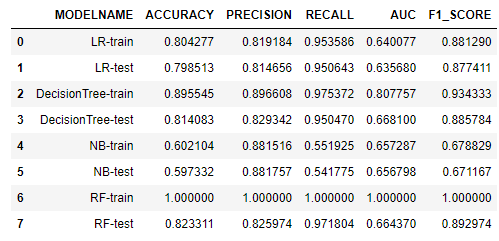 MODELNAME ACCURACY PRECISION RECALL AUC F1_SCORE
0 LR-train 0.804277 0.819184 0.953586 0.640077 0.881290
1 LR-test 0.798513 0.814656 0.950643 0.635680 0.877411
2 DecisionTree-train 0.895545 0.896608 0.975372 0.807757 0.934333
3 DecisionTree-test 0.814083 0.829342 0.950470 0.668100 0.885784
4 NB-train 0.602104 0.881516 0.551925 0.657287 0.678829
5 NB-test 0.597332 0.881757 0.541775 0.656798 0.671167
6 RF-train 1.000000 1.000000 1.000000 1.000000 1.000000
7 RF-test 0.823311 0.825974 0.971804 0.664370 0.892974